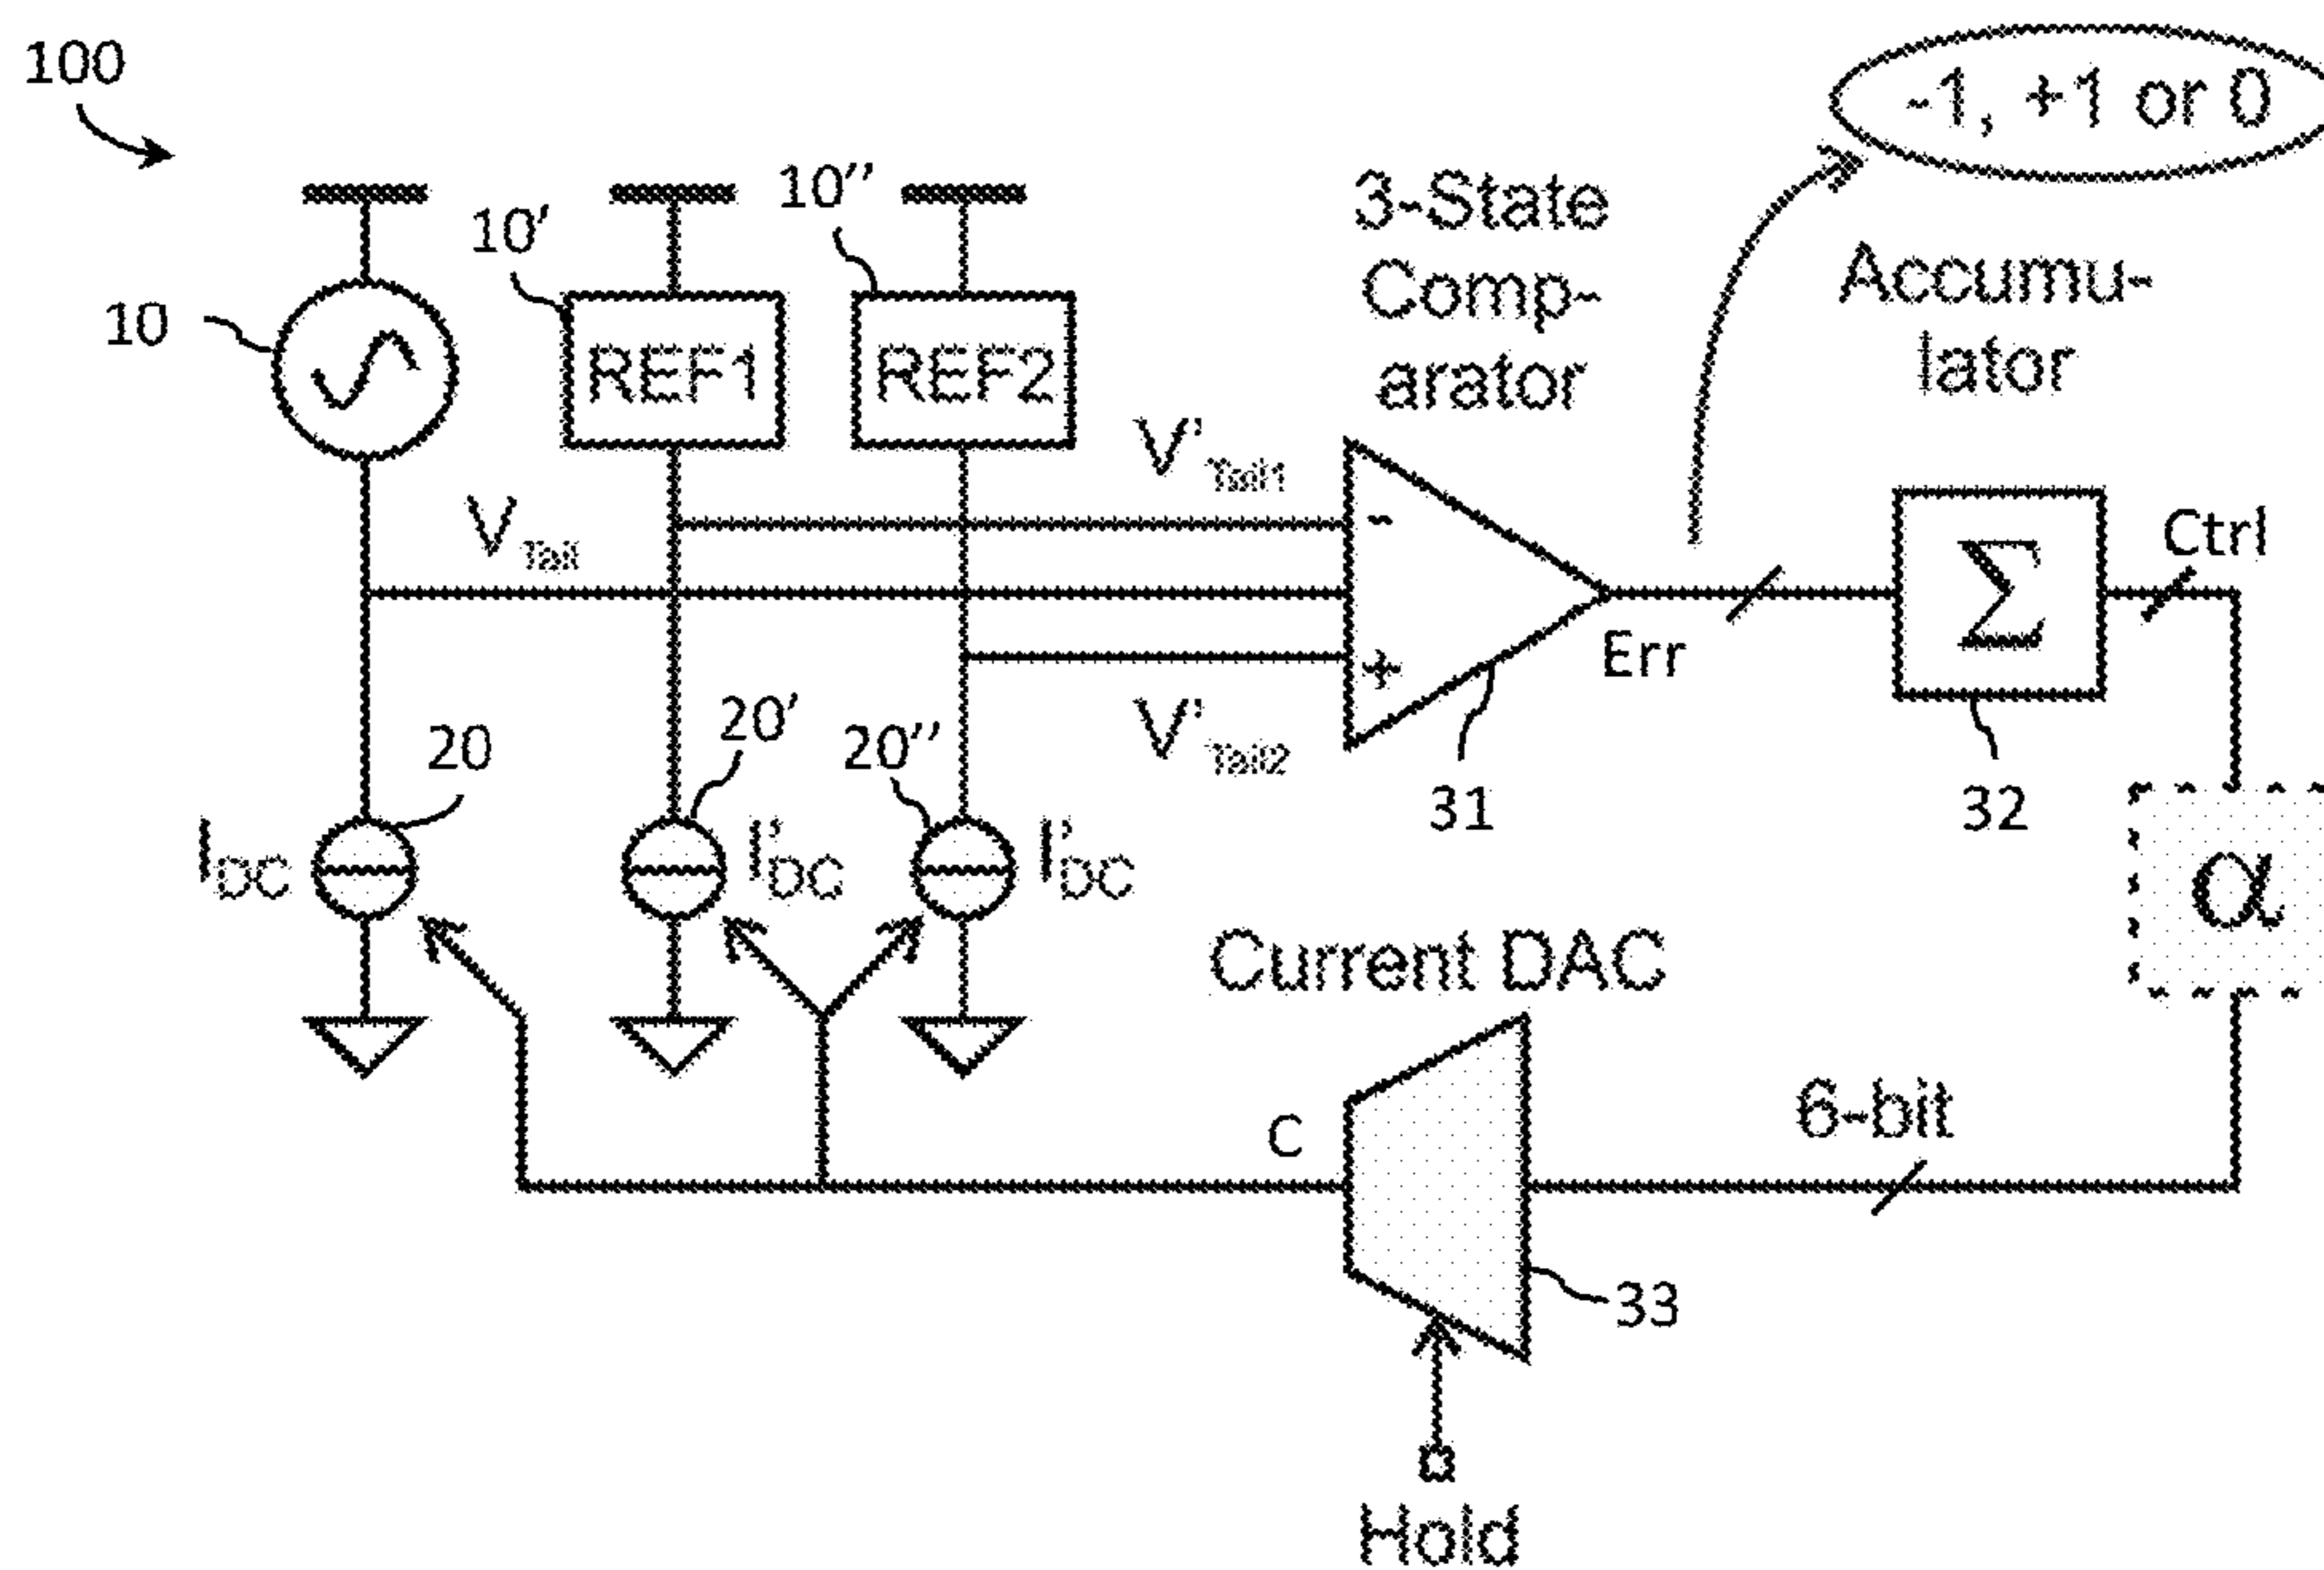 100
-1, +1 or 0
10
10'
10''
REF1
REF2
3-State
Comp-
arator
Accumu-
lator
V'Tail1
VTail
-
+
V'Tail2
Err
Σ
Ctrl
31
32
α
20
20'
20''
IDC
I'DC
I'DC
Current DAC
C
6-bit
33
Hold